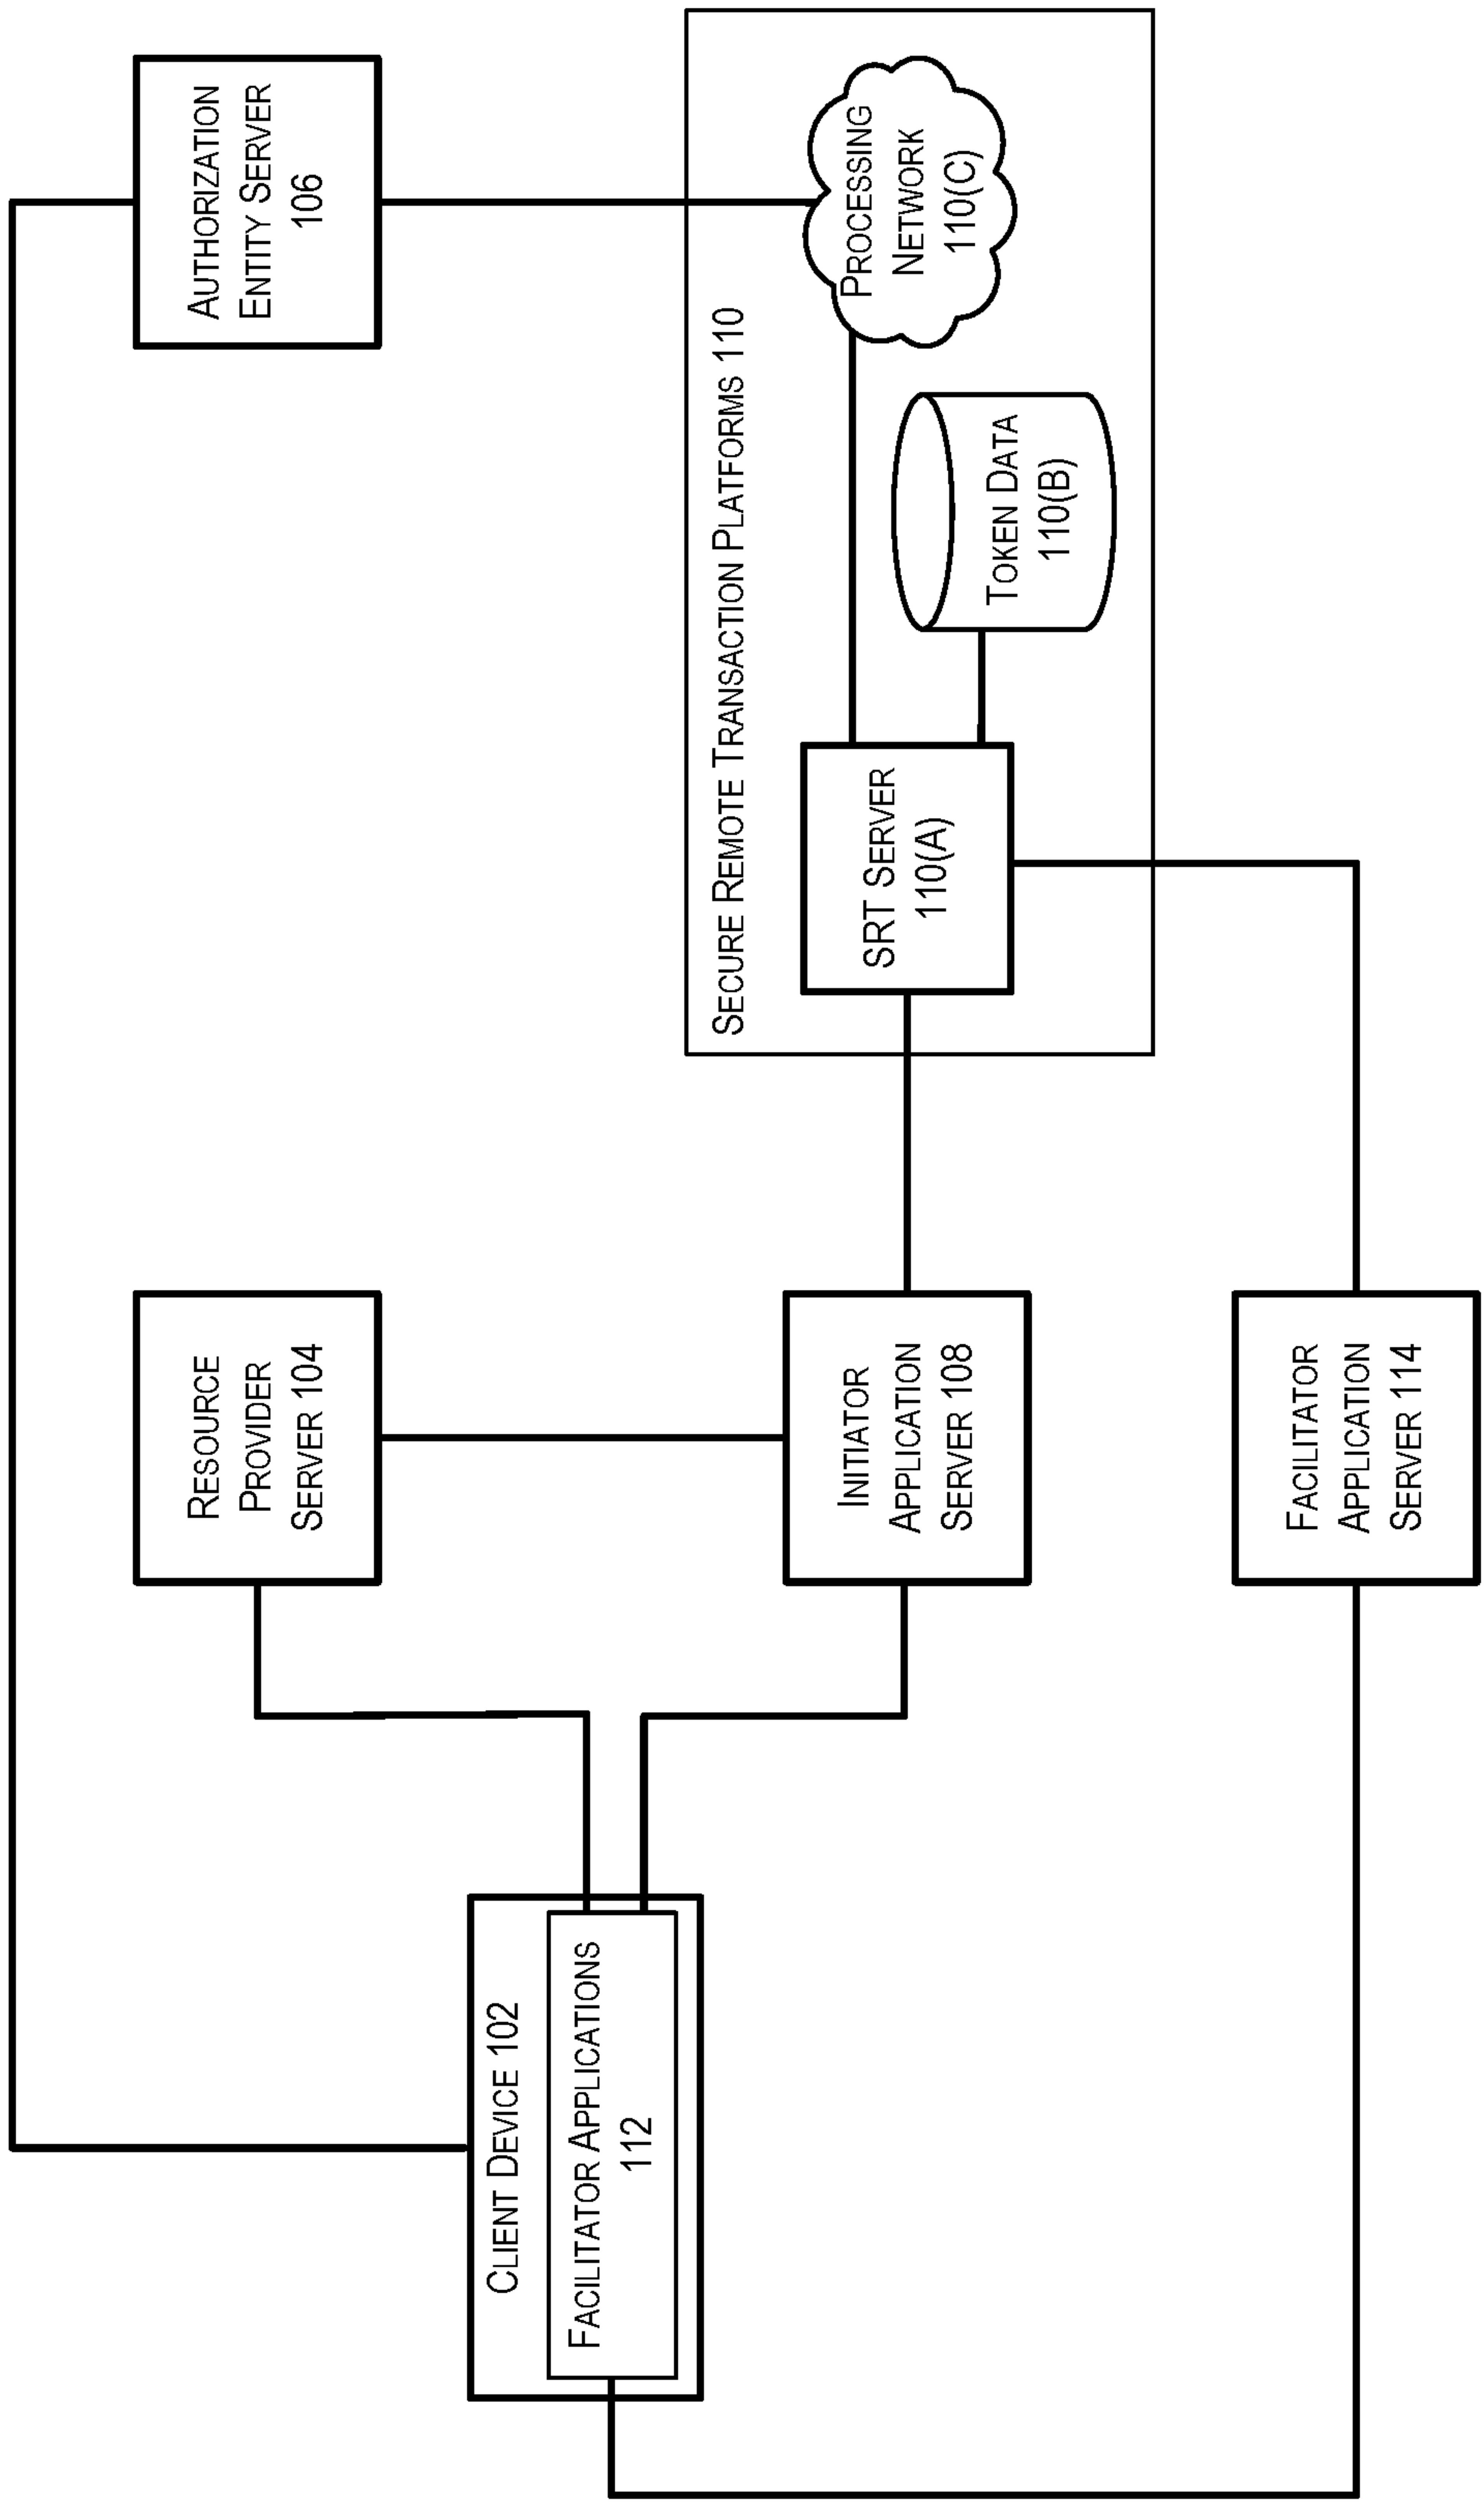 AUTHORIZATION
ENTITY SERVER
106
RESOURCE
PROVIDER
SERVER 104
CLIENT DEVICE 102
FACILITATOR APPLICATIONS
112
SECURE REMOTE TRANSACTION PLATFORMS 110
PROCESSING
NETWORK
110(C)
SRT SERVER
110(A)
TOKEN DATA
110(B)
INITIATOR
APPLICATION
SERVER 108
FACILITATOR
APPLICATION
SERVER 114